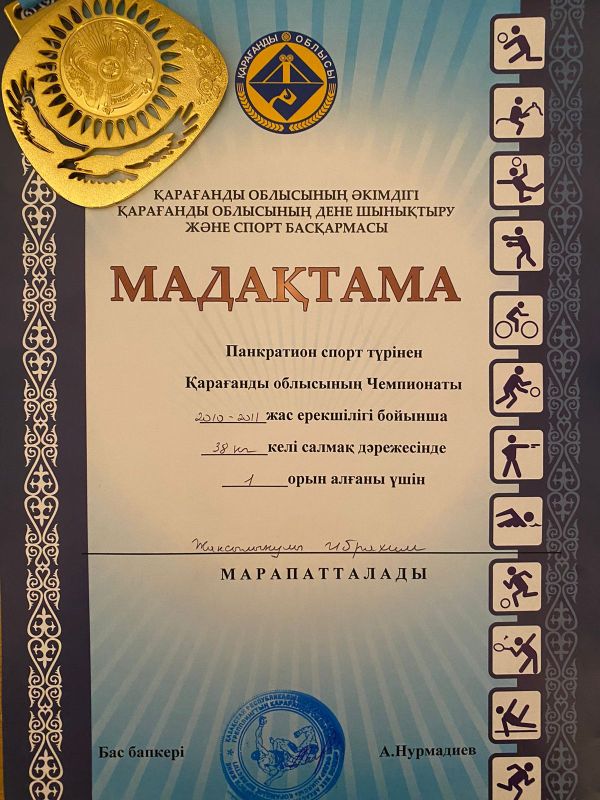 ҚАРАҒАНДЫ ОБЛЫСЫ
ҚАРАҒАНДЫ ОБЛЫСЫНЫҢ ӘКІМДІГІ
ҚАРАҒАНДЫ ОБЛЫСЫНЫҢ ДЕНЕ ШЫНЫҚТЫРУ
ЖӘНЕ СПОРТ БАСҚАРМАСЫ
МАДАҚТАМА
Панкратион спорт түрінен
Қарағанды облысының Чемпионаты
2010-2011 жас ерекшілігі бойынша
38 кг келі салмақ дәрежесінде
1 орын алғаны үшін
Ибрахим
МАРАПАТТАЛАДЫ
Бас бапкері А.Нурмадиев